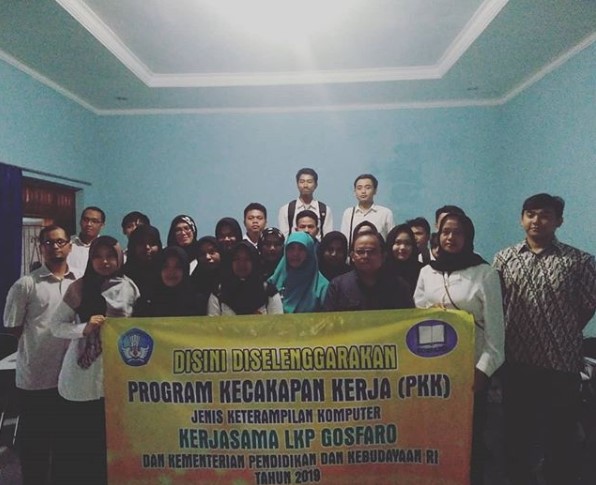 DISINI DISELENGGARAKAN
PROGRAM KECAKAPAN KERJA (PKK)
JENIS KETERAMPILAN KOMPUTER
KERJASAMA LKP GOSFARO
DAN KEMENTERIAN PENDIDIKAN DAN KEBUDAYAAN RI
TAHUN 2019